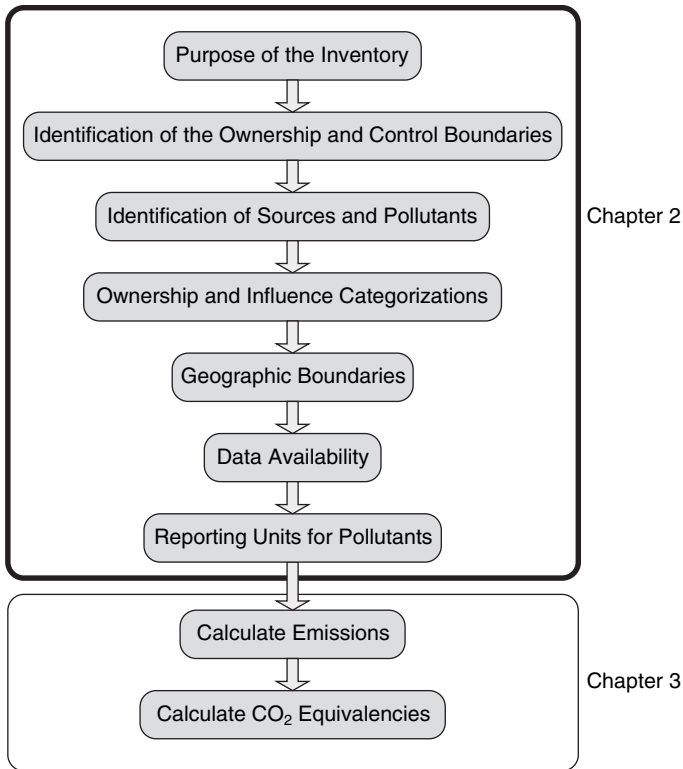 Purpose of the Inventory
Identification of the Ownership and Control Boundaries
Identification of Sources and Pollutants
Chapter 2
Ownership and Influence Categorizations
Geographic Boundaries
Data Availability
Reporting Units for Pollutants
Calculate Emissions
Chapter 3
Calculate CO₂ Equivalencies